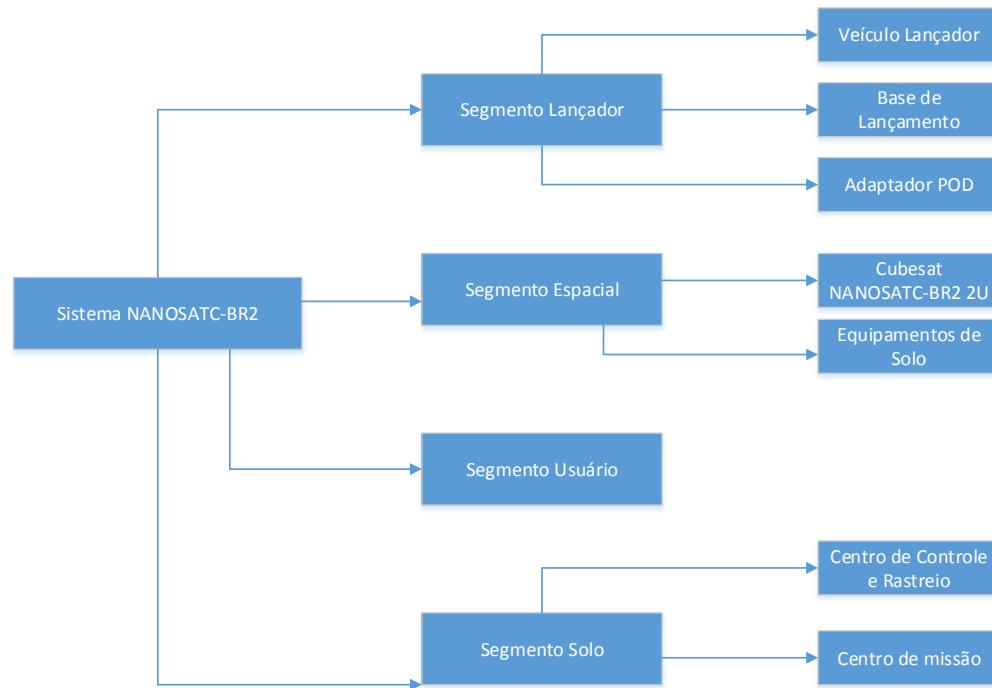 Sistema NANOSATC-BR2
Segmento Lançador
Veículo Lançador
Base de
Lançamento
Adaptador POD
Segmento Espacial
Cubesat
NANOSATC-BR2 2U
Equipamentos de
Solo
Segmento Usuário
Segmento Solo
Centro de Controle
e Rastreio
Centro de missão